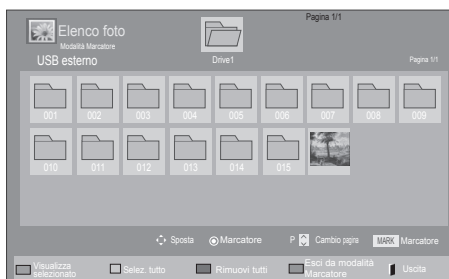 Pagina 1/1
Elenco foto
Modalità Marcatore
USB esterno
Drive1
Pagina 1/1
001 002 003 004 005 006 007 008 009
010 011 012 013 014 015
Sposta Marcatore P Cambio pagra MARK Marcatore
Visualizza selezionato
Selez. tutto
Rimuovi tutti
Esci da modalità Marcatore
Uscita